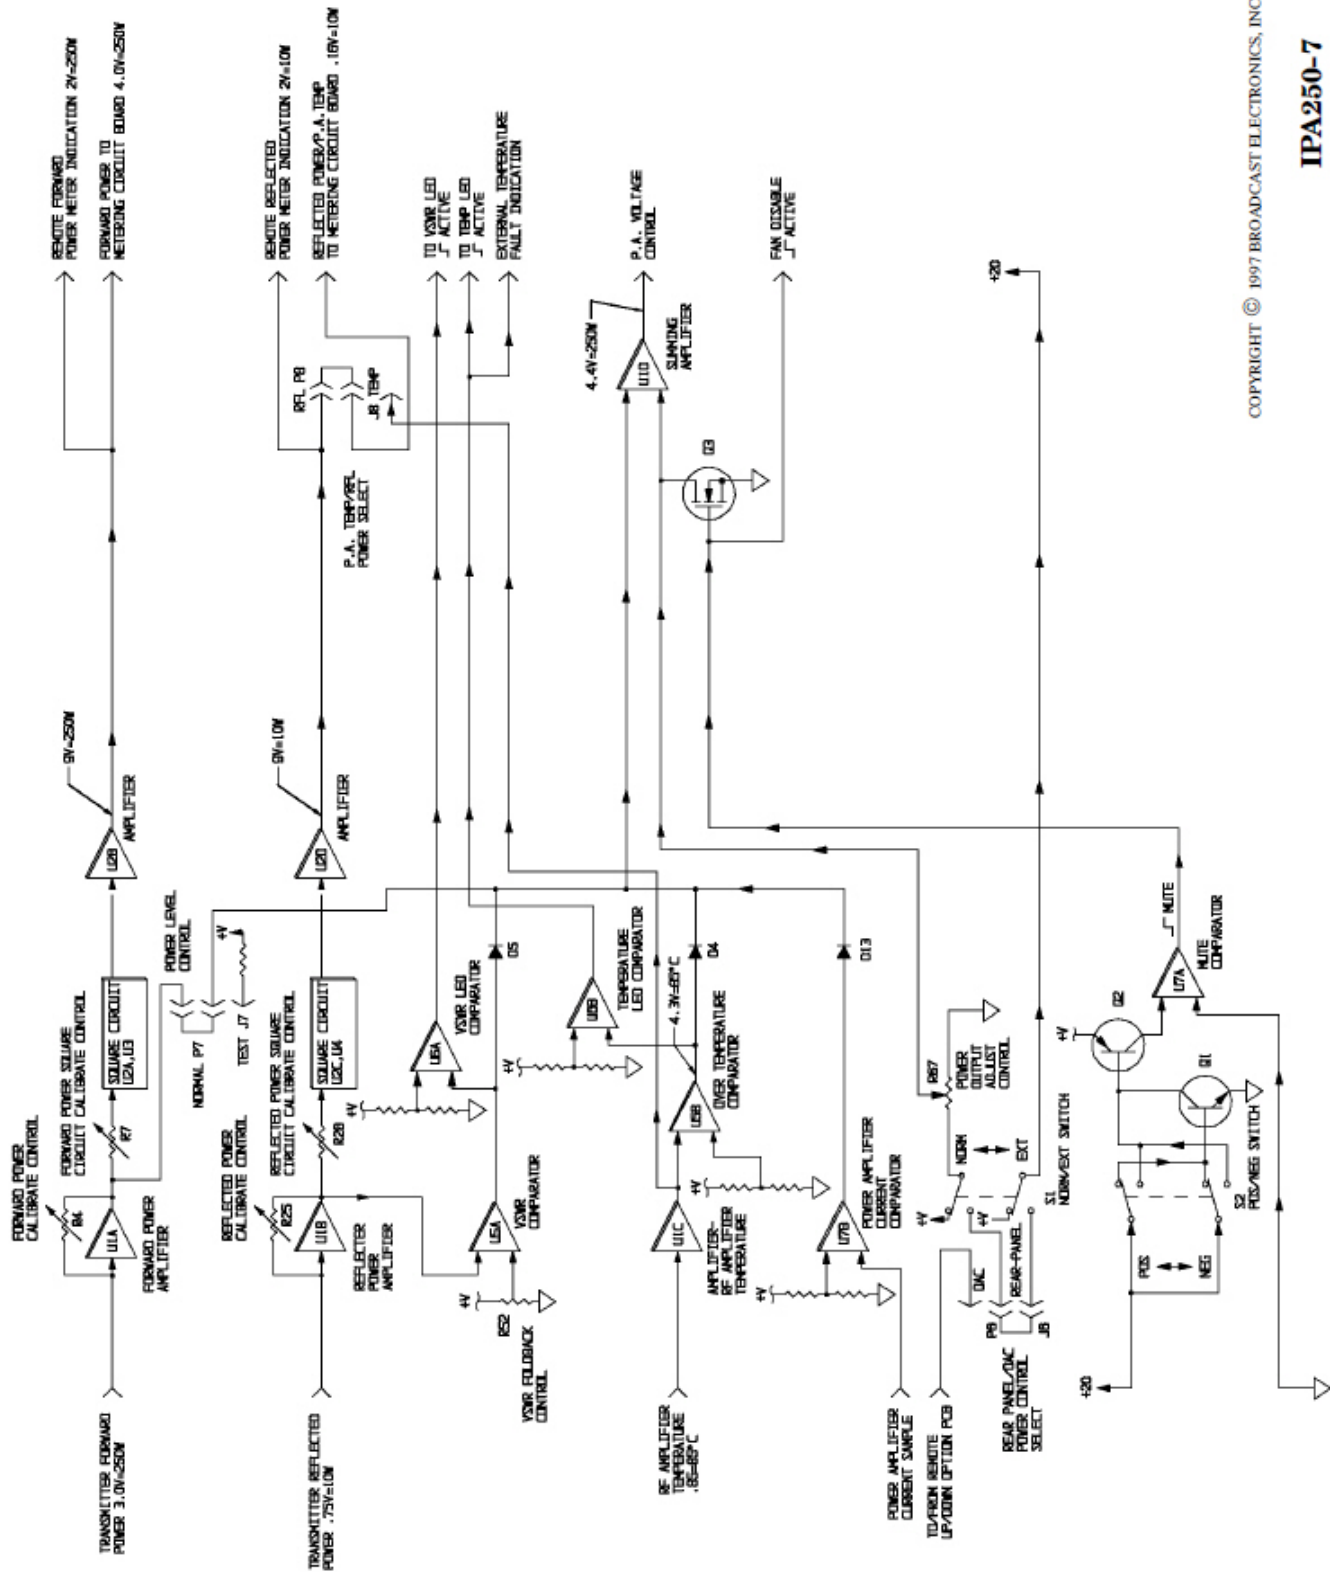 REMOTE FORWARD
POWER METER INDICATION 2V=250W
FORWARD POWER TO
METERING CIRCUIT BOARD 4.0V=250W
REMOTE REFLECTED
POWER METER INDICATION 2V=10W
REFLECTED POWER/P.A. TEMP
TO METERING CIRCUIT BOARD .16V=10W
TO VSWR LED
ACTIVE
TO TEMP LED
ACTIVE
EXTERNAL TEMPERATURE
FAULT INDICATION
P.A. VOLTAGE
CONTROL
FAN DISABLE
ACTIVE
+20
RFL P8
J8 TEMP
P.A. TEMP/RFL
POWER SELECT
4.4V=250W
U10
SUMMING
AMPLIFIER
Q3
9V=250W
U2B
AMPLIFIER
9V=10W
U2D
AMPLIFIER
FORWARD POWER
CALIBRATE CONTROL
R4
U1A
FORWARD POWER
AMPLIFIER
FORWARD POWER SQUARE
CIRCUIT CALIBRATE CONTROL
R7
SQUARE CIRCUIT
U2A,U3
POWER LEVEL
CONTROL
NORMAL P7
TEST J7
+V
REFLECTED POWER
CALIBRATE CONTROL
R25
U1B
REFLECTER
POWER
AMPLIFIER
REFLECTED POWER SQUARE
CIRCUIT CALIBRATE CONTROL
R28
SQUARE CIRCUIT
U2C,U4
+V
U6A
VSWR LED
COMPARATOR
D5
U5A
VSWR
COMPARATOR
+V
R52
VSWR FOLDBACK
CONTROL
+V
U6B
TEMPERATURE
LED COMPARATOR
4.3V=85°C
D4
U5B
OVER TEMPERATURE
COMPARATOR
+V
U1C
AMPLIFIER-
RF AMPLIFIER
TEMPERATURE
D13
U7B
POWER AMPLIFIER
CURRENT
COMPARATOR
+V
TRANSMITTER FORWARD
POWER 3.0V=250W
TRANSMITTER REFLECTED
POWER .75V=10W
RF AMPLIFIER
TEMPERATURE
.85=85°C
POWER AMPLIFIER
CURRENT SAMPLE
TO/FROM REMOTE
UP/DOWN OPTION PCB
DAC
REAR-PANEL
P6
J6
REAR PANEL/DAC
POWER CONTROL
SELECT
+V
+V
NORM
EXT
S1
NORM/EXT SWITCH
R67
POWER
OUTPUT
ADJUST
CONTROL
+20
POS
NEG
S2
POS/NEG SWITCH
Q1
Q2
+V
U7A
MUTE
COMPARATOR
MUTE
COPYRIGHT © 1997 BROADCAST ELECTRONICS, INC
IPA250-7